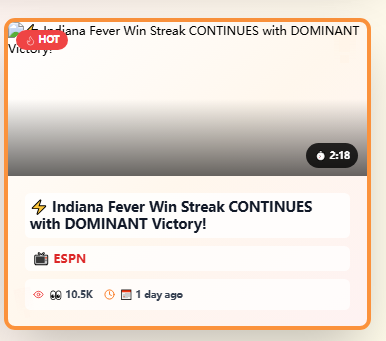 ⚡ Indiana Fever Win Streak CONTINUES with DOMINANT
Victory!
🔥 HOT
⏱ 2:18
⚡ Indiana Fever Win Streak CONTINUES
with DOMINANT Victory!
📺 ESPN
👁 👀 10.5K 🕒 📅 1 day ago